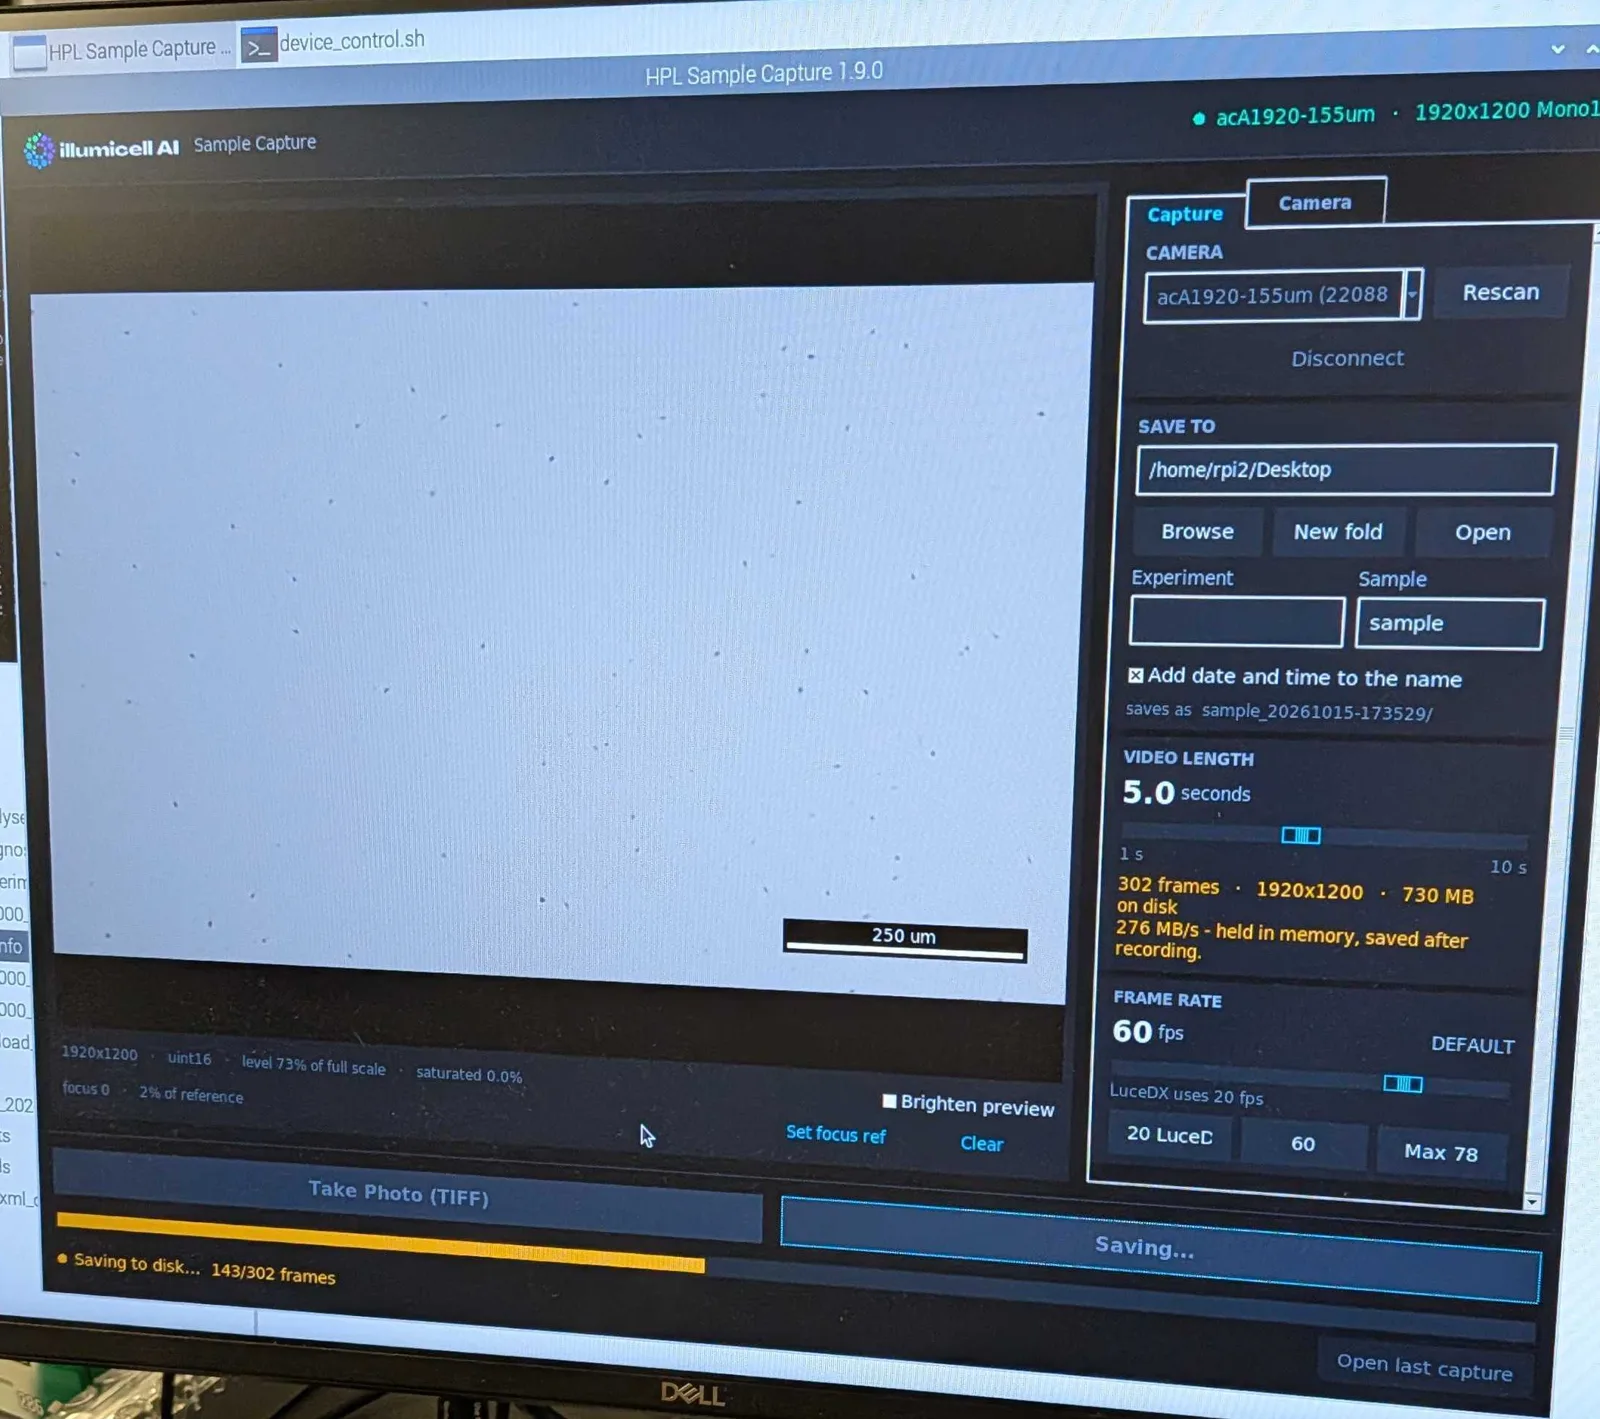 HPL Sample Capture ...
device_control.sh
HPL Sample Capture 1.9.0
illumicell AI Sample Capture
acA1920-155um · 1920x1200 Mono1
Capture
Camera
CAMERA
acA1920-155um (22088
Rescan
Disconnect
SAVE TO
/home/rpi2/Desktop
Browse
New fold
Open
Experiment
Sample
sample
Add date and time to the name
saves as sample_20261015-173529/
VIDEO LENGTH
5.0 seconds
1 s
10 s
302 frames · 1920x1200 · 730 MB
on disk
276 MB/s - held in memory, saved after
recording.
FRAME RATE
60 fps
DEFAULT
LuceDX uses 20 fps
20 LuceD
60
Max 78
250 um
1920x1200 · uint16 · level 73% of full scale · saturated 0.0%
focus 0 · 2% of reference
Brighten preview
Set focus ref
Clear
Take Photo (TIFF)
Saving...
Saving to disk... 143/302 frames
Open last capture
DELL